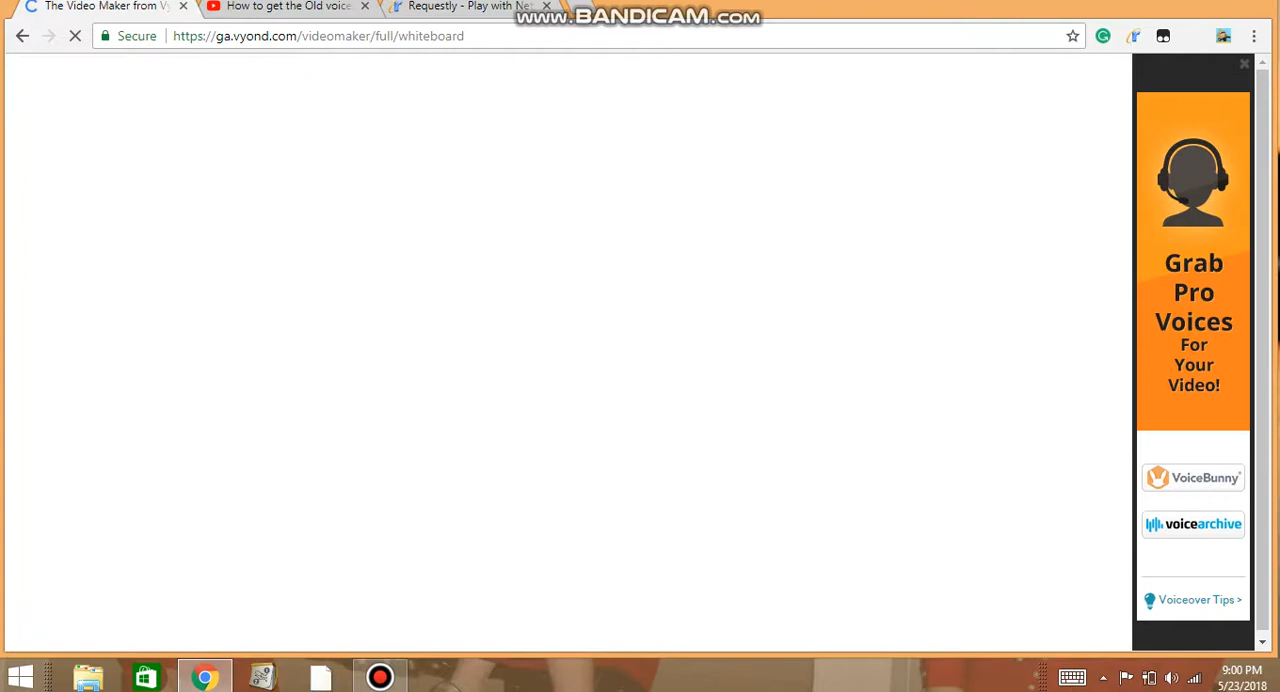 The Video Maker from Vy
How to get the Old voice
Requestly - Play with Ne
www.BANDICAM.com
Secure
https://ga.vyond.com/videomaker/full/whiteboard
Grab
Pro
Voices
For
Your
Video!
VoiceBunny
voicearchive
Voiceover Tips >
9:00 PM
5/23/2018